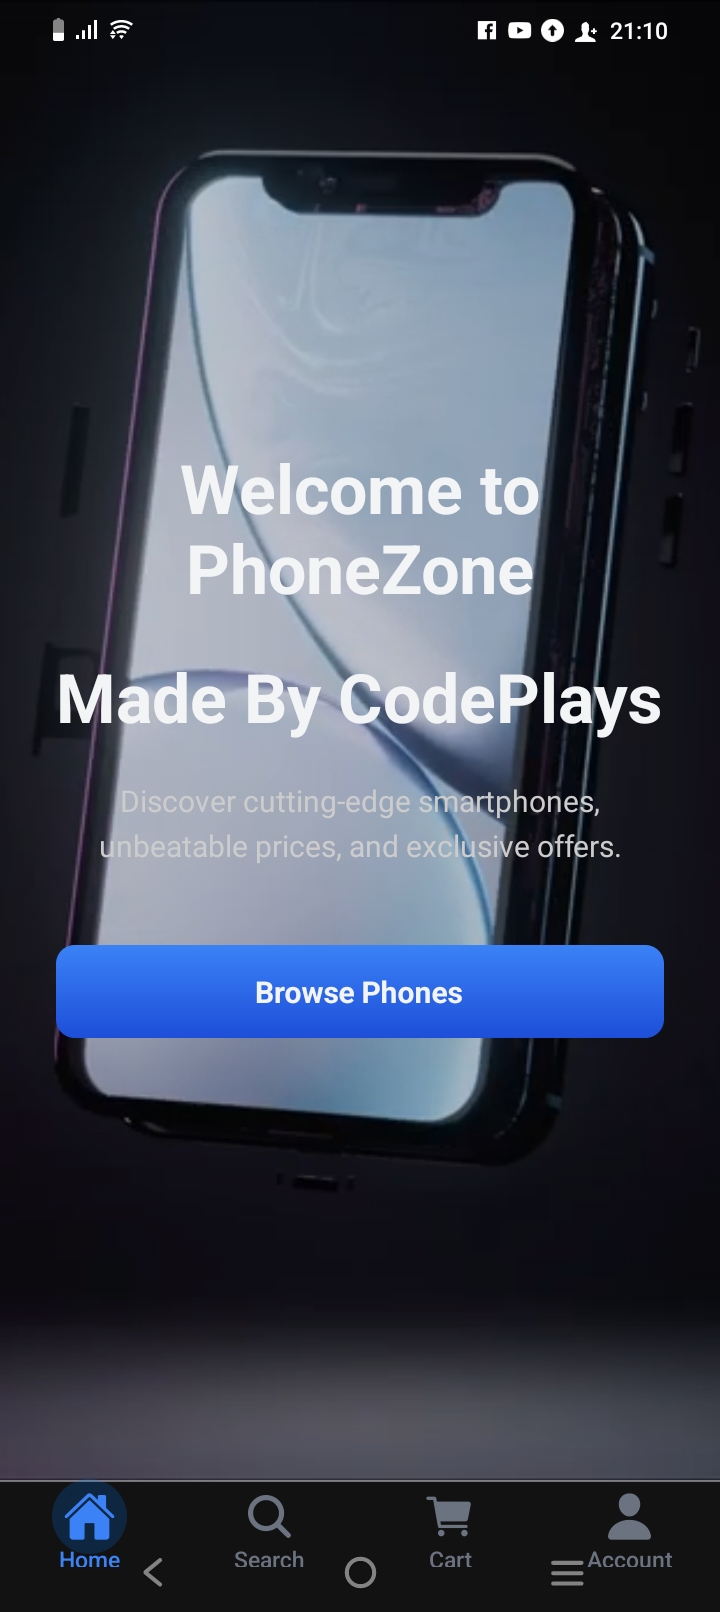 21:10
Welcome to
PhoneZone
Made By CodePlays
Discover cutting-edge smartphones,
unbeatable prices, and exclusive offers.
Browse Phones
Home
Search
Cart
Account